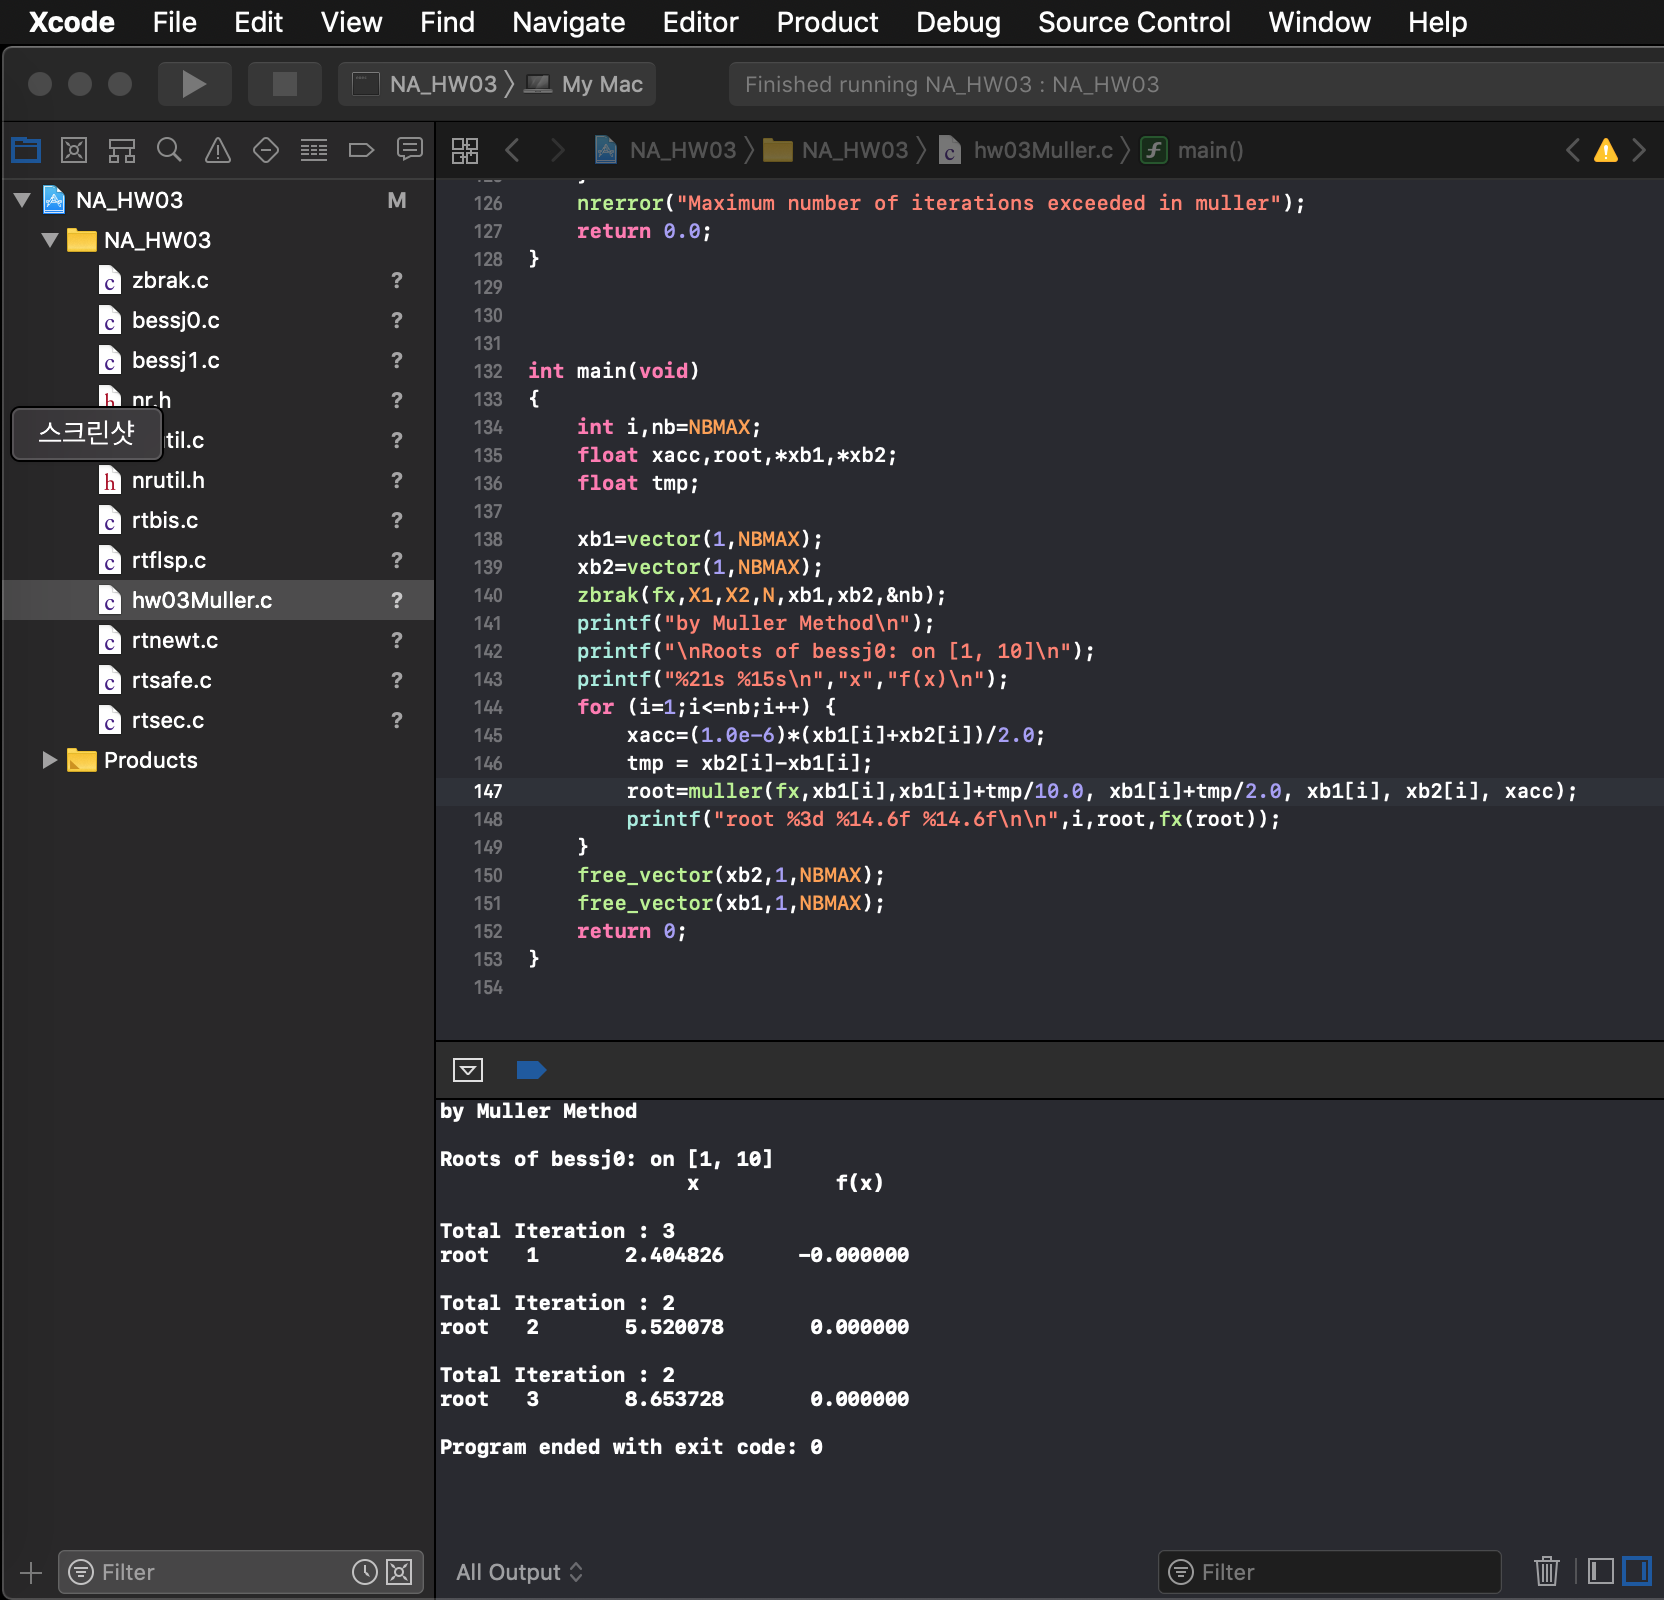 Xcode File Edit View Find Navigate Editor Product Debug Source Control Window Help
NA_HW03 My Mac
Finished running NA_HW03 : NA_HW03
NA_HW03 NA_HW03 hw03Muller.c main()
NA_HW03 M
NA_HW03
zbrak.c ?
bessj0.c ?
bessj1.c ?
nr.h ?
스크린샷
til.c ?
nrutil.h ?
rtbis.c ?
rtflsp.c ?
hw03Muller.c ?
rtnewt.c ?
rtsafe.c ?
rtsec.c ?
Products
126 nrerror("Maximum number of iterations exceeded in muller");
127 return 0.0;
128 }
129
130
131
132 int main(void)
133 {
134 int i,nb=NBMAX;
135 float xacc,root,*xb1,*xb2;
136 float tmp;
137
138 xb1=vector(1,NBMAX);
139 xb2=vector(1,NBMAX);
140 zbrak(fx,X1,X2,N,xb1,xb2,&nb);
141 printf("by Muller Method\n");
142 printf("\nRoots of bessj0: on [1, 10]\n");
143 printf("%21s %15s\n","x","f(x)\n");
144 for (i=1;i<=nb;i++) {
145 xacc=(1.0e-6)*(xb1[i]+xb2[i])/2.0;
146 tmp = xb2[i]-xb1[i];
147 root=muller(fx,xb1[i],xb1[i]+tmp/10.0, xb1[i]+tmp/2.0, xb1[i], xb2[i], xacc);
148 printf("root %3d %14.6f %14.6f\n\n",i,root,fx(root));
149 }
150 free_vector(xb2,1,NBMAX);
151 free_vector(xb1,1,NBMAX);
152 return 0;
153 }
154
by Muller Method
Roots of bessj0: on [1, 10]
x f(x)
Total Iteration : 3
root 1 2.404826 -0.000000
Total Iteration : 2
root 2 5.520078 0.000000
Total Iteration : 2
root 3 8.653728 0.000000
Program ended with exit code: 0
Filter
All Output
Filter